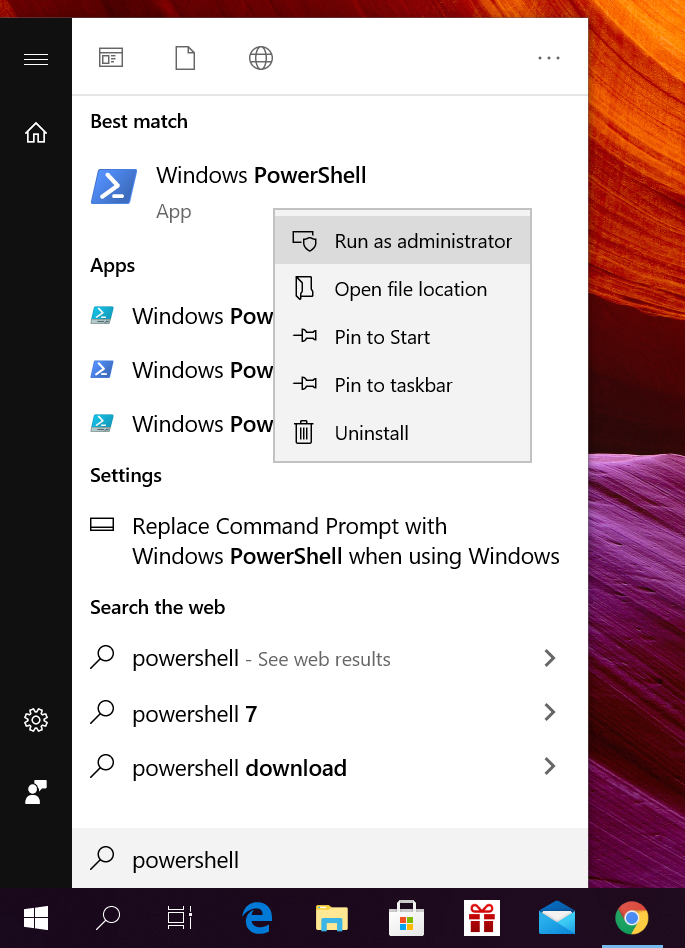 Best match
Windows PowerShell
App
Run as administrator
Open file location
Pin to Start
Pin to taskbar
Uninstall
Apps
Windows Pow
Windows Pow
Windows Pow
Settings
Replace Command Prompt with
Windows PowerShell when using Windows
Search the web
powershell - See web results
powershell 7
powershell download
powershell